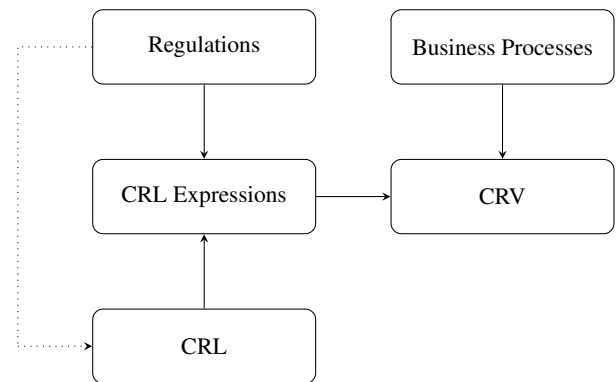 Regulations
Business Processes
CRL Expressions
CRV
CRL